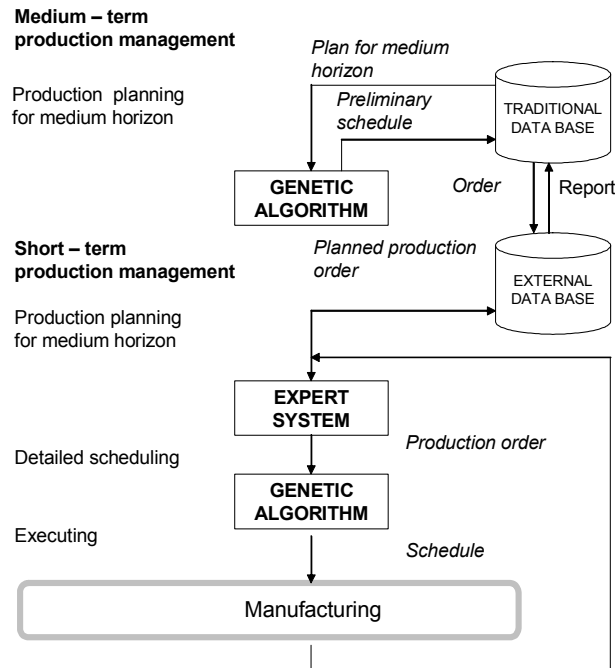 Medium – term
production management
Plan for medium
horizon
Production planning
for medium horizon
Preliminary
schedule
TRADITIONAL
DATA BASE
GENETIC
ALGORITHM
Order
Report
Short – term
production management
Planned production
order
EXTERNAL
DATA BASE
Production planning
for medium horizon
EXPERT
SYSTEM
Production order
Detailed scheduling
GENETIC
ALGORITHM
Executing
Schedule
Manufacturing